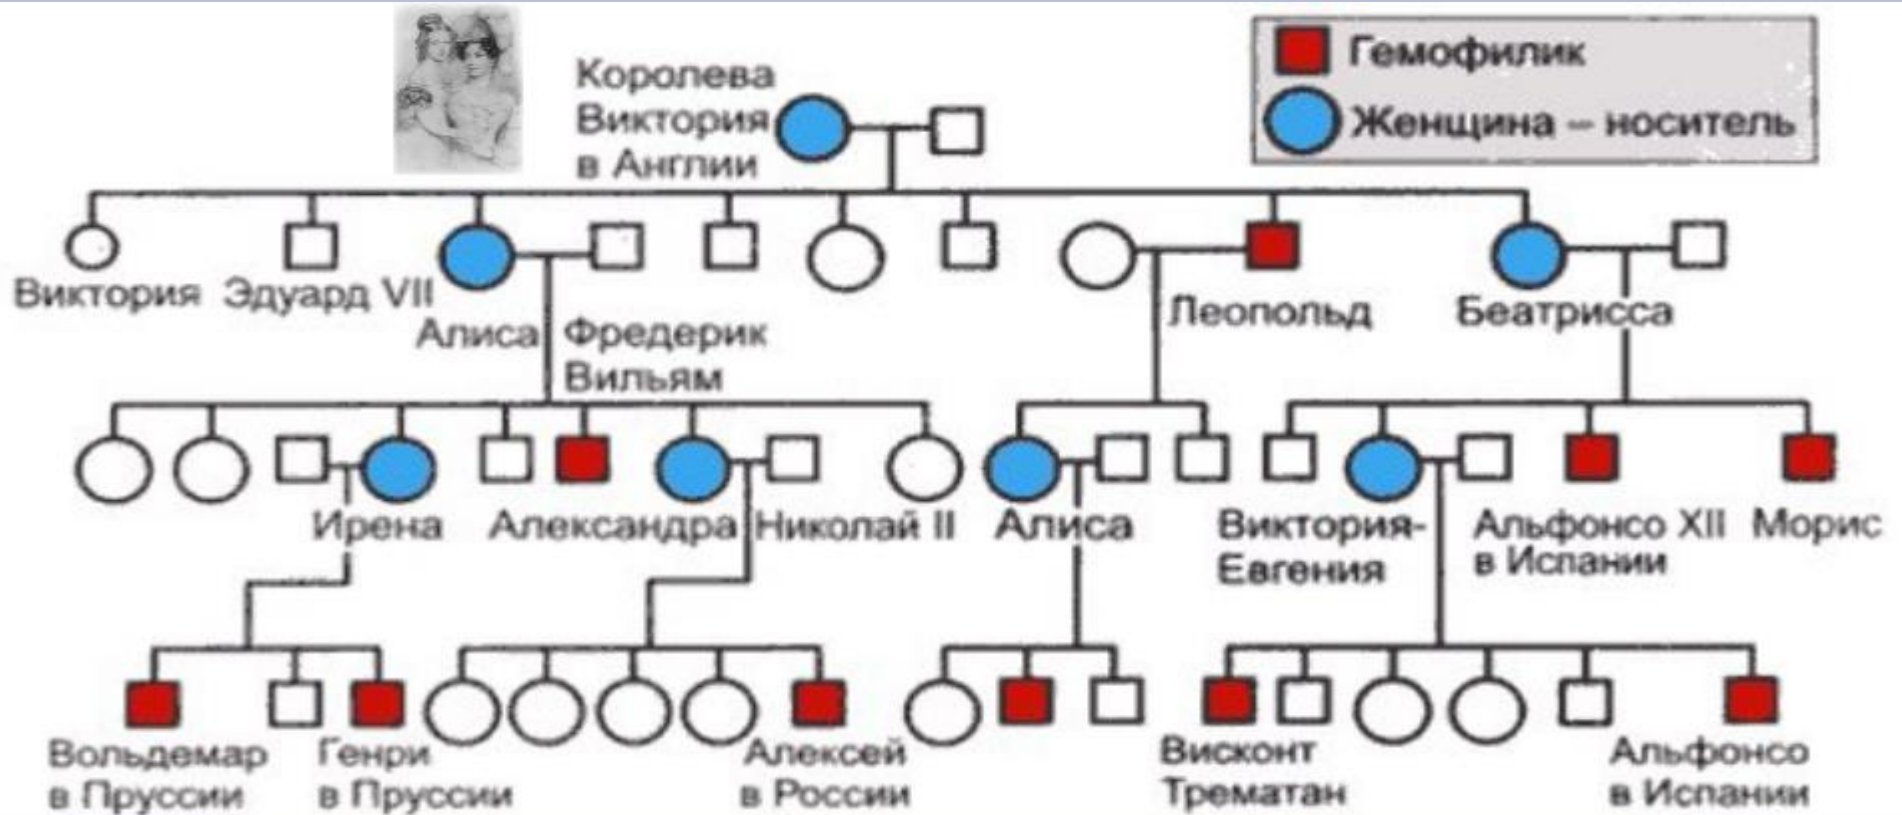 Королева
Виктория
в Англии
Гемофилик
Женщина – носитель
Виктория
Эдуард VII
Алиса
Фредерик
Вильям
Леопольд
Беатрисса
Ирена
Александра
Николай II
Алиса
Виктория-
Евгения
Альфонсо XII
в Испании
Морис
Вольдемар
в Пруссии
Генри
в Пруссии
Алексей
в России
Висконт
Трематан
Альфонсо
в Испании